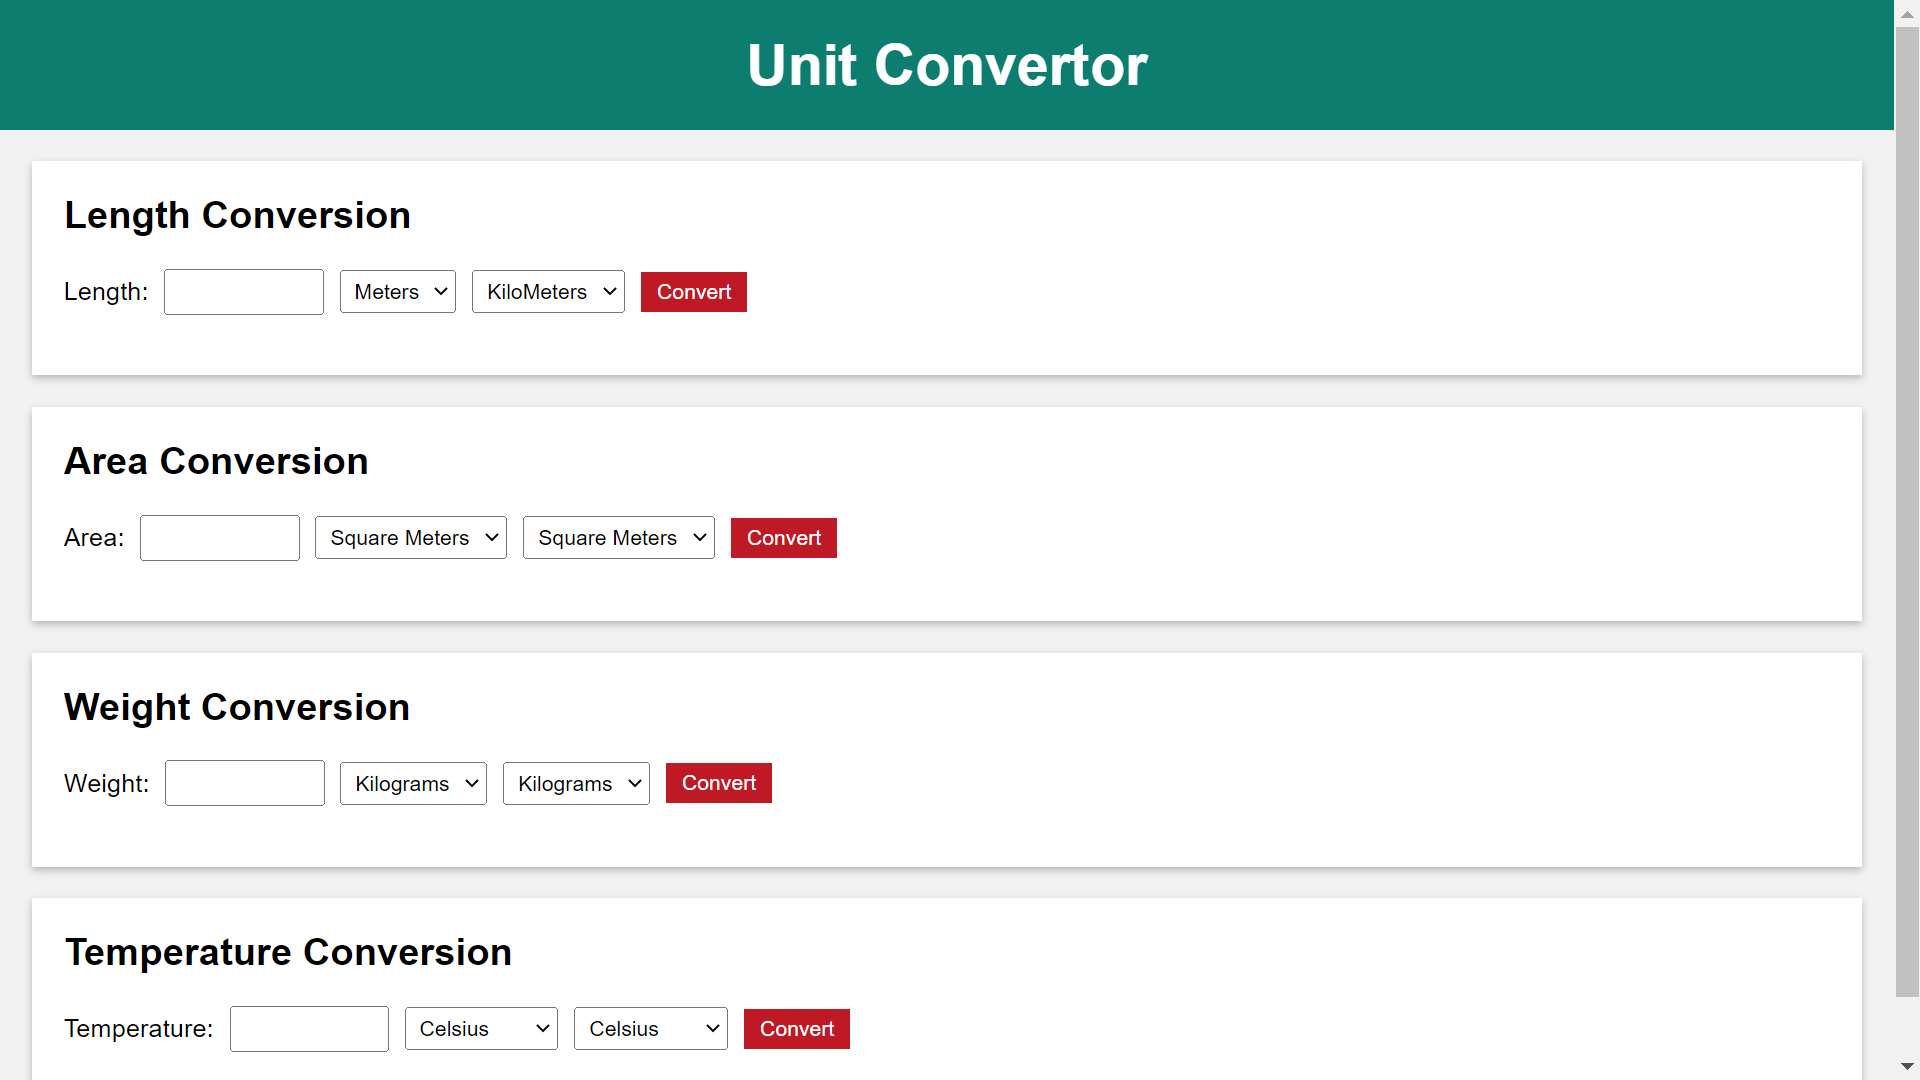 Unit Convertor
Length Conversion
Length: Meters KiloMeters Convert
Area Conversion
Area: Square Meters Square Meters Convert
Weight Conversion
Weight: Kilograms Kilograms Convert
Temperature Conversion
Temperature: Celsius Celsius Convert